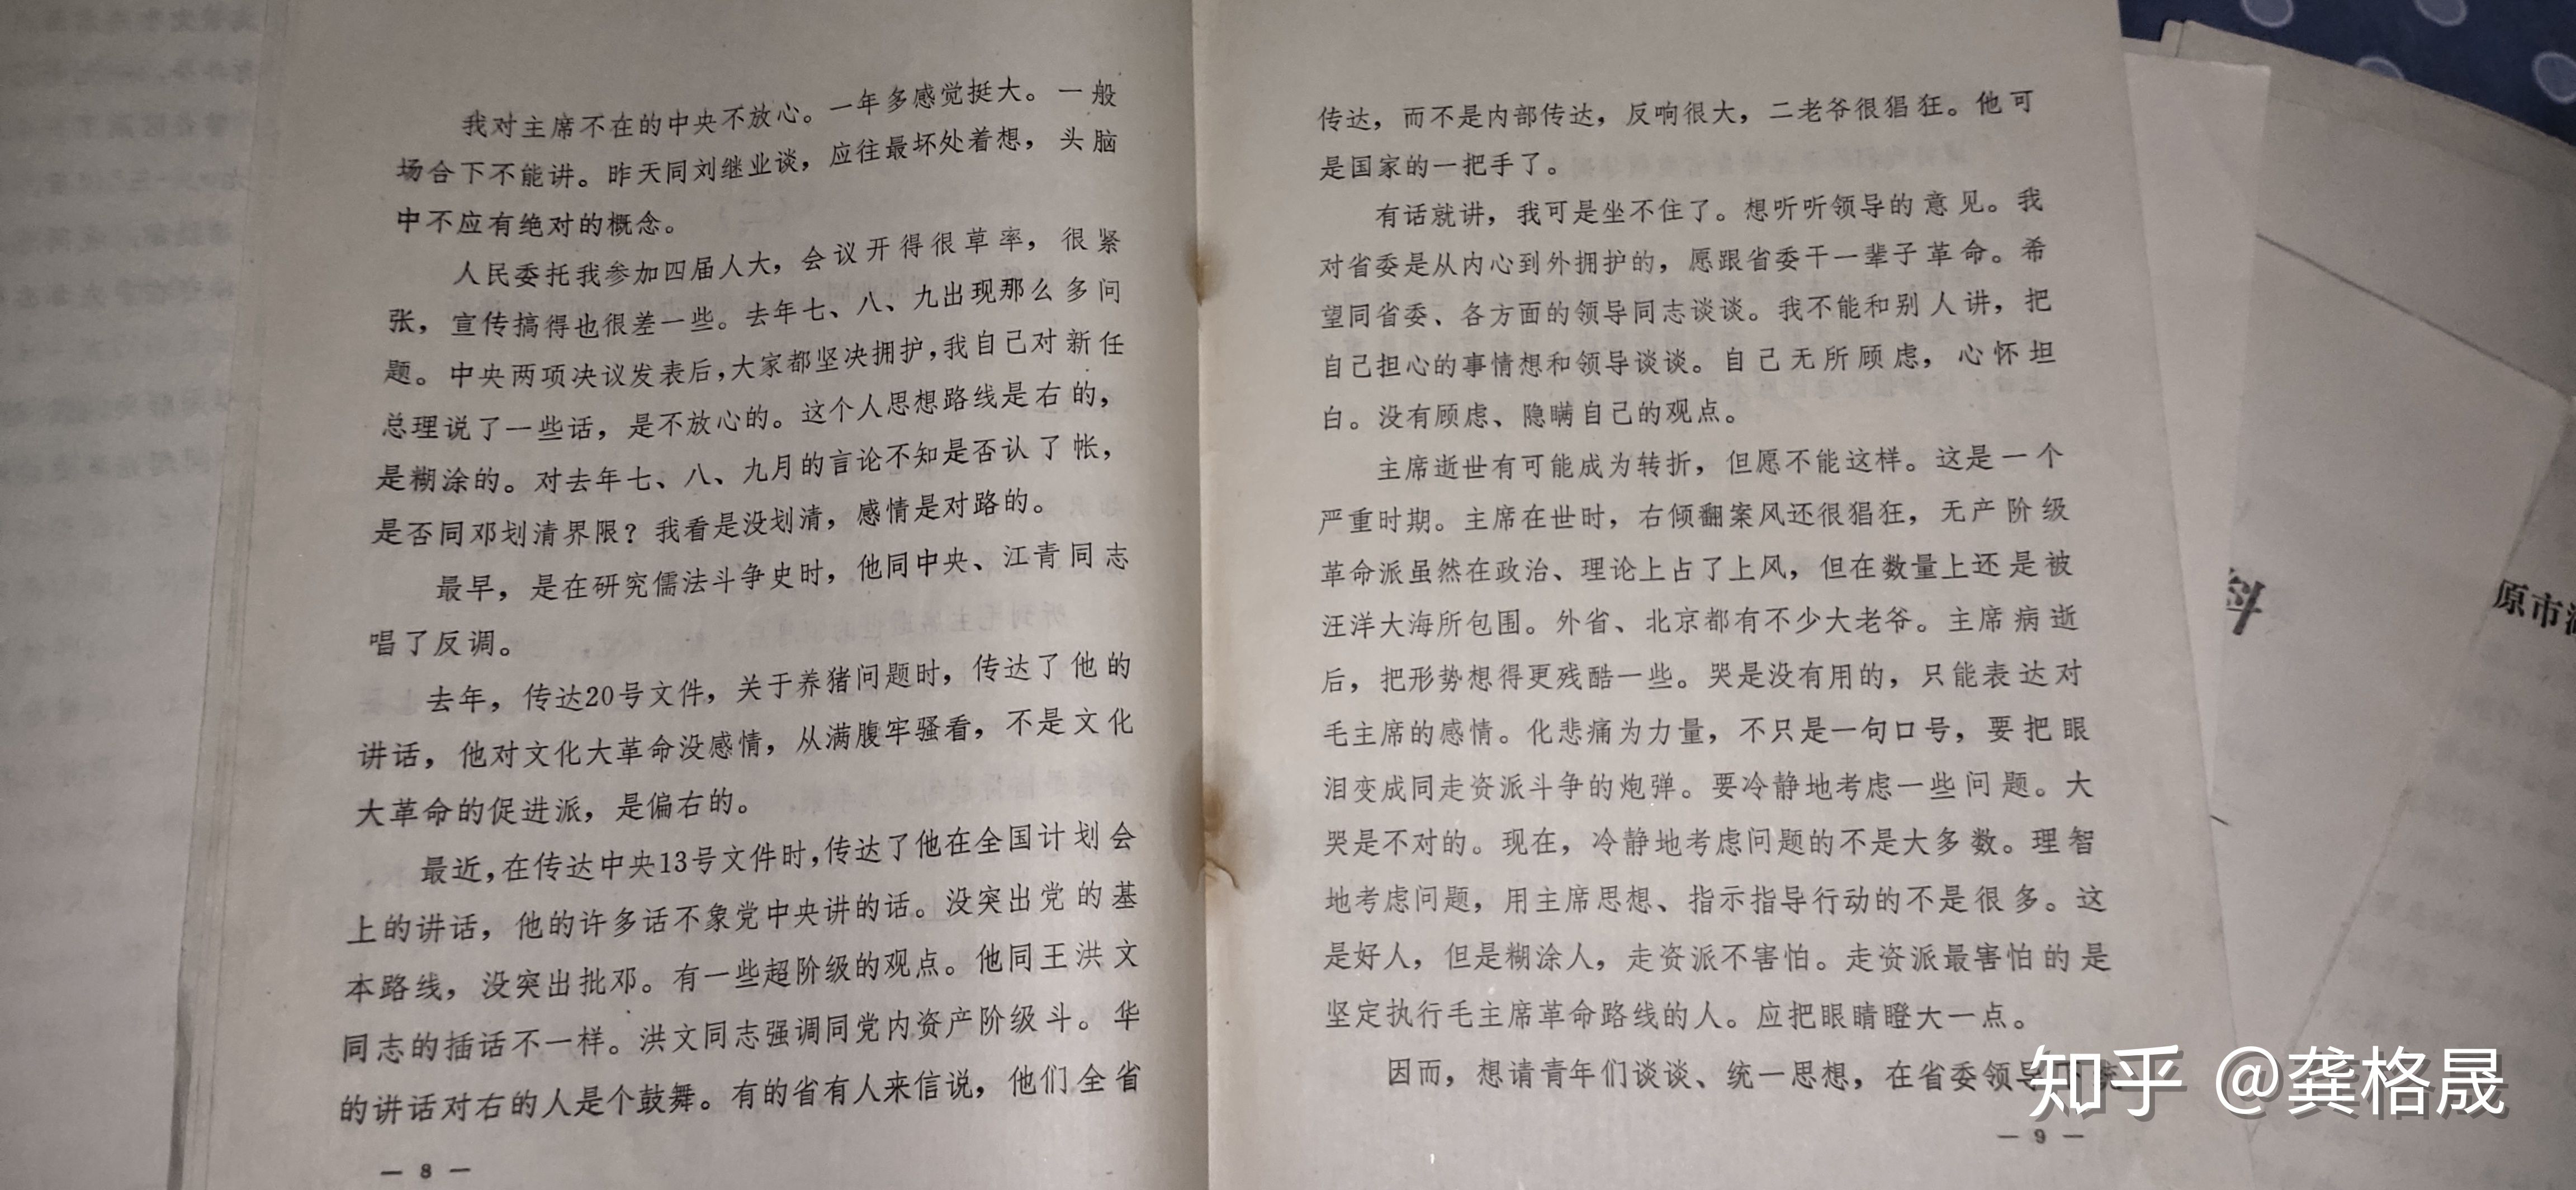 我对主席不在的中央不放心。一年多感觉挺大。一般
场合下不能讲。昨天同刘继业谈，应往最坏处着想，头脑
中不应有绝对的概念。
人民委托我参加四届人大，会议开得很草率，很紧
张，宣传搞得也很差一些。去年七、八、九出现那么多问
题。中央两项决议发表后，大家都坚决拥护，我自己对新任
总理说了一些话，是不放心的。这个人思想路线是右的，
是糊涂的。对去年七、八、九月的言论不知是否认了帐，
是否同邓划清界限？我看是没划清，感情是对路的。
最早，是在研究儒法斗争史时，他同中央、江青同志
唱了反调。
去年，传达20号文件，关于养猪问题时，传达了他的
讲话，他对文化大革命没感情，从满腹牢骚看，不是文化
大革命的促进派，是偏右的。
最近，在传达中央13号文件时，传达了他在全国计划会
上的讲话，他的许多话不象党中央讲的话。没突出党的基
本路线，没突出批邓。有一些超阶级的观点。他同王洪文
同志的插话不一样。洪文同志强调同党内资产阶级斗。华
的讲话对右的人是个鼓舞。有的省有人来信说，他们全省
— 8 —
传达，而不是内部传达，反响很大，二老爷很猖狂。他可
是国家的一把手了。
有话就讲，我可是坐不住了。想听听领导的意见。我
对省委是从内心到外拥护的，愿跟省委干一辈子革命。希
望同省委、各方面的领导同志谈谈。我不能和别人讲，把
自己担心的事情想和领导谈谈。自己无所顾虑，心怀坦
白。没有顾虑、隐瞒自己的观点。
主席逝世有可能成为转折，但愿不能这样。这是一个
严重时期。主席在世时，右倾翻案风还很猖狂，无产阶级
革命派虽然在政治、理论上占了上风，但在数量上还是被
汪洋大海所包围。外省、北京都有不少大老爷。主席病逝
后，把形势想得更残酷一些。哭是没有用的，只能表达对
毛主席的感情。化悲痛为力量，不只是一句口号，要把眼
泪变成同走资派斗争的炮弹。要冷静地考虑一些问题。大
哭是不对的。现在，冷静地考虑问题的不是大多数。理智
地考虑问题，用主席思想、指示指导行动的不是很多。这
是好人，但是糊涂人，走资派不害怕。走资派最害怕的是
坚定执行毛主席革命路线的人。应把眼睛瞪大一点。
因而，想请青年们谈谈、统一思想，在省委领导
— 9 —
原市
知乎 @龚格晟